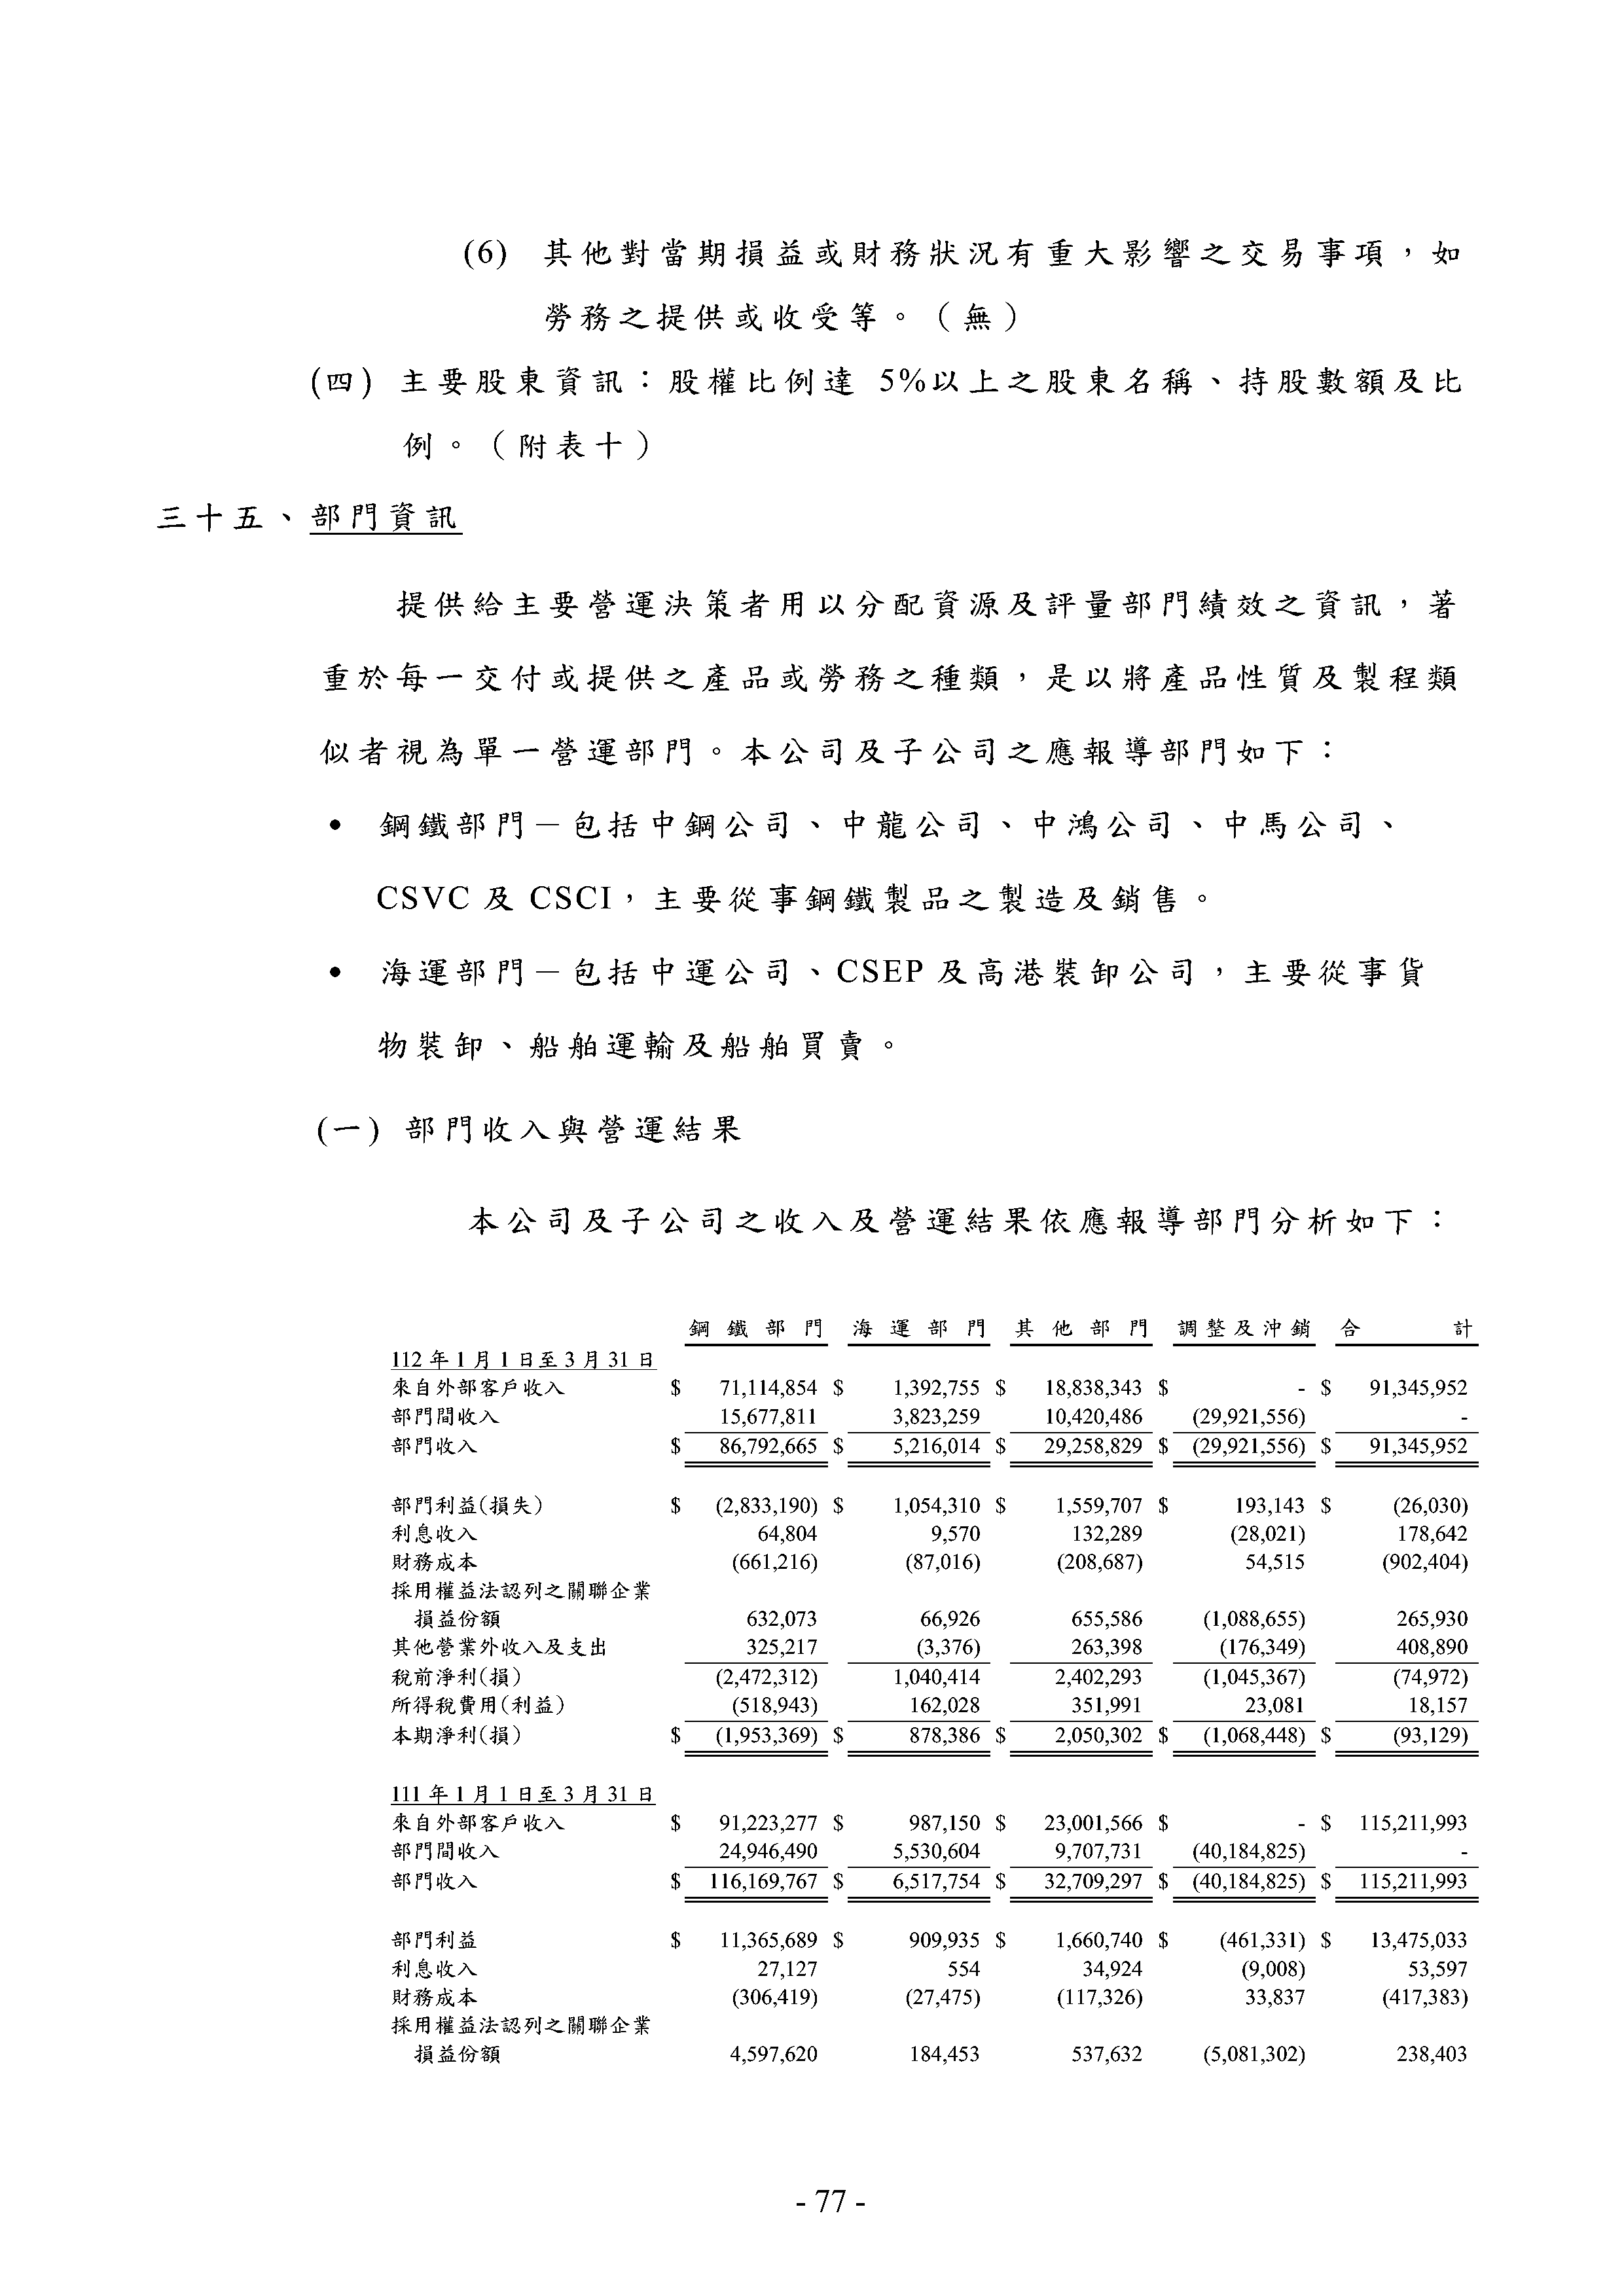 (6) 其他對當期損益或財務狀況有重大影響之交易事項，如
勞務之提供或收受等。（無）
(四) 主要股東資訊：股權比例達 5%以上之股東名稱、持股數額及比
例。（附表十）
三十五、部門資訊
提供給主要營運決策者用以分配資源及評量部門績效之資訊，著
重於每一交付或提供之產品或勞務之種類，是以將產品性質及製程類
似者視為單一營運部門。本公司及子公司之應報導部門如下：
• 鋼鐵部門－包括中鋼公司、中龍公司、中鴻公司、中馬公司、
CSVC 及 CSCI，主要從事鋼鐵製品之製造及銷售。
• 海運部門－包括中運公司、CSEP 及高港裝卸公司，主要從事貨
物裝卸、船舶運輸及船舶買賣。
(一) 部門收入與營運結果
本公司及子公司之收入及營運結果依應報導部門分析如下：
鋼鐵部門 海運部門 其他部門 調整及沖銷 合計
112 年 1 月 1 日至 3 月 31 日
來自外部客戶收入 $ 71,114,854 $ 1,392,755 $ 18,838,343 $ - $ 91,345,952
部門間收入 15,677,811 3,823,259 10,420,486 (29,921,556) -
部門收入 $ 86,792,665 $ 5,216,014 $ 29,258,829 $ (29,921,556) $ 91,345,952
部門利益(損失) $ (2,833,190) $ 1,054,310 $ 1,559,707 $ 193,143 $ (26,030)
利息收入 64,804 9,570 132,289 (28,021) 178,642
財務成本 (661,216) (87,016) (208,687) 54,515 (902,404)
採用權益法認列之關聯企業
損益份額 632,073 66,926 655,586 (1,088,655) 265,930
其他營業外收入及支出 325,217 (3,376) 263,398 (176,349) 408,890
稅前淨利(損) (2,472,312) 1,040,414 2,402,293 (1,045,367) (74,972)
所得稅費用(利益) (518,943) 162,028 351,991 23,081 18,157
本期淨利(損) $ (1,953,369) $ 878,386 $ 2,050,302 $ (1,068,448) $ (93,129)
111 年 1 月 1 日至 3 月 31 日
來自外部客戶收入 $ 91,223,277 $ 987,150 $ 23,001,566 $ - $ 115,211,993
部門間收入 24,946,490 5,530,604 9,707,731 (40,184,825) -
部門收入 $ 116,169,767 $ 6,517,754 $ 32,709,297 $ (40,184,825) $ 115,211,993
部門利益 $ 11,365,689 $ 909,935 $ 1,660,740 $ (461,331) $ 13,475,033
利息收入 27,127 554 34,924 (9,008) 53,597
財務成本 (306,419) (27,475) (117,326) 33,837 (417,383)
採用權益法認列之關聯企業
損益份額 4,597,620 184,453 537,632 (5,081,302) 238,403
- 77 -